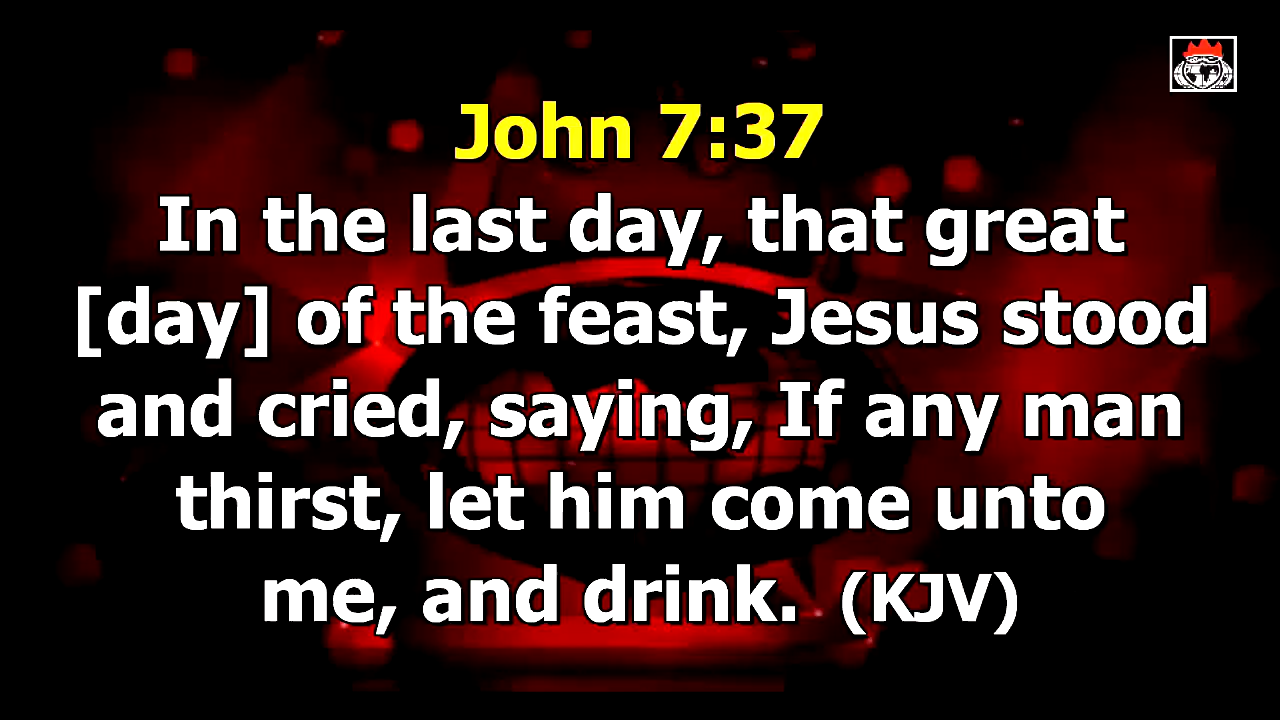 John 7:37
In the last day, that great
[day] of the feast, Jesus stood
and cried, saying, If any man
thirst, let him come unto
me, and drink. (KJV)